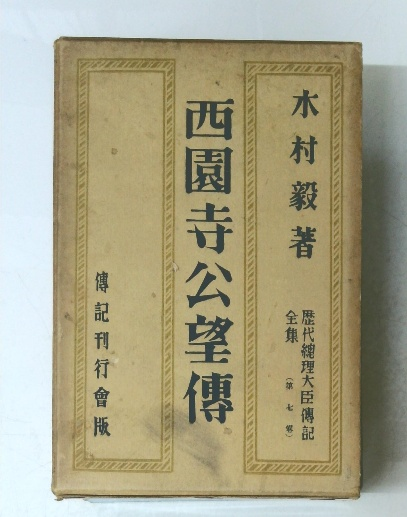 木村毅著
歴代總理大臣傳記
全集
(第七卷)
西園寺公望傳
傳記刊行會版